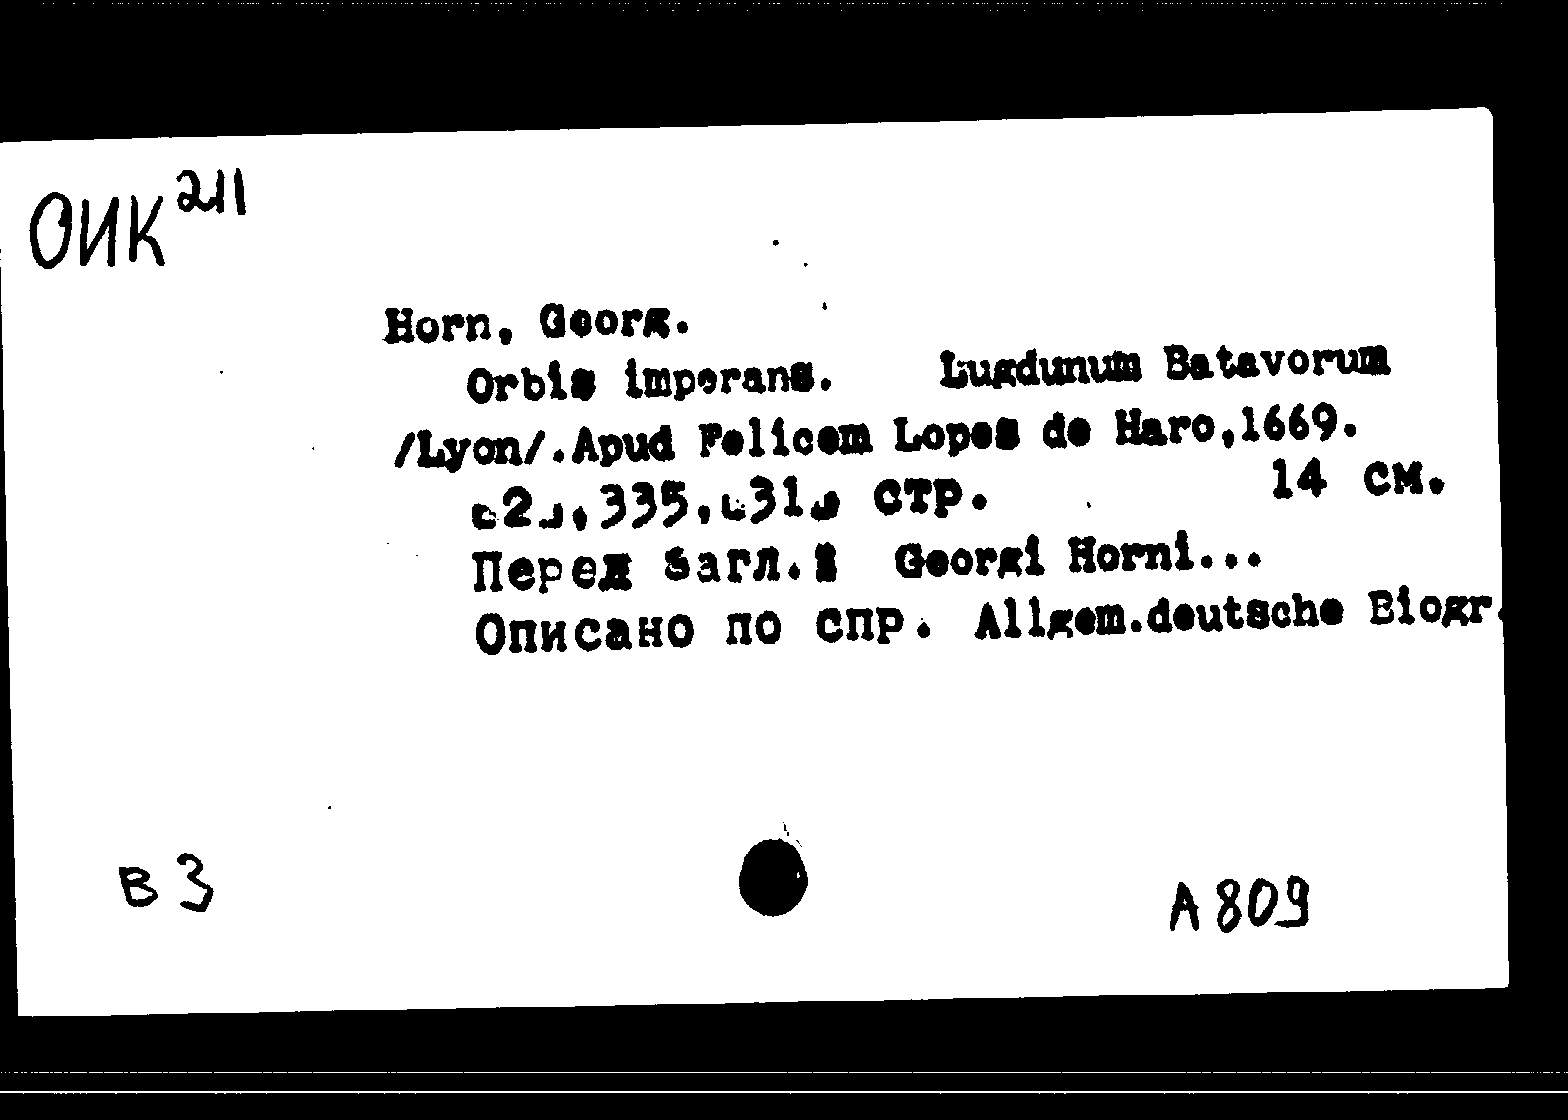 ОИК 211
Horn, Georg.
Orbis imperans. Lugdunum Batavorum
/Lyon/.Apud Felicem Lopes de Haro,1669.
[2],335,[31] стр. 14 см.
Перед загл.: Georgi Horni...
Описано по спр. Allgem.deutsche Biogr.
В 3 А 809